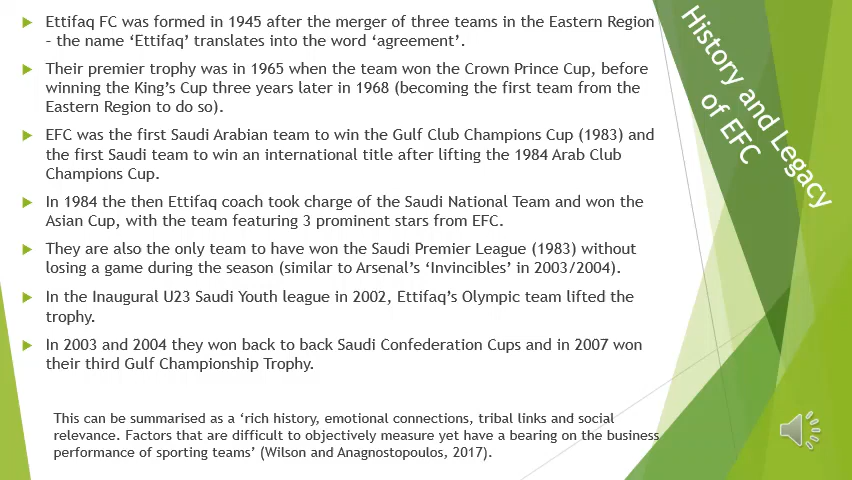 Ettifaq FC was formed in 1945 after the merger of three teams in the Eastern Region
– the name ‘Ettifaq’ translates into the word ‘agreement’.
Their premier trophy was in 1965 when the team won the Crown Prince Cup, before
winning the King’s Cup three years later in 1968 (becoming the first team from the
Eastern Region to do so).
EFC was the first Saudi Arabian team to win the Gulf Club Champions Cup (1983) and
the first Saudi team to win an international title after lifting the 1984 Arab Club
Champions Cup.
In 1984 the then Ettifaq coach took charge of the Saudi National Team and won the
Asian Cup, with the team featuring 3 prominent stars from EFC.
They are also the only team to have won the Saudi Premier League (1983) without
losing a game during the season (similar to Arsenal’s ‘Invincibles’ in 2003/2004).
In the Inaugural U23 Saudi Youth league in 2002, Ettifaq’s Olympic team lifted the
trophy.
In 2003 and 2004 they won back to back Saudi Confederation Cups and in 2007 won
their third Gulf Championship Trophy.
This can be summarised as a ‘rich history, emotional connections, tribal links and social
relevance. Factors that are difficult to objectively measure yet have a bearing on the business
performance of sporting teams’ (Wilson and Anagnostopoulos, 2017).
History and Legacy
of EFC